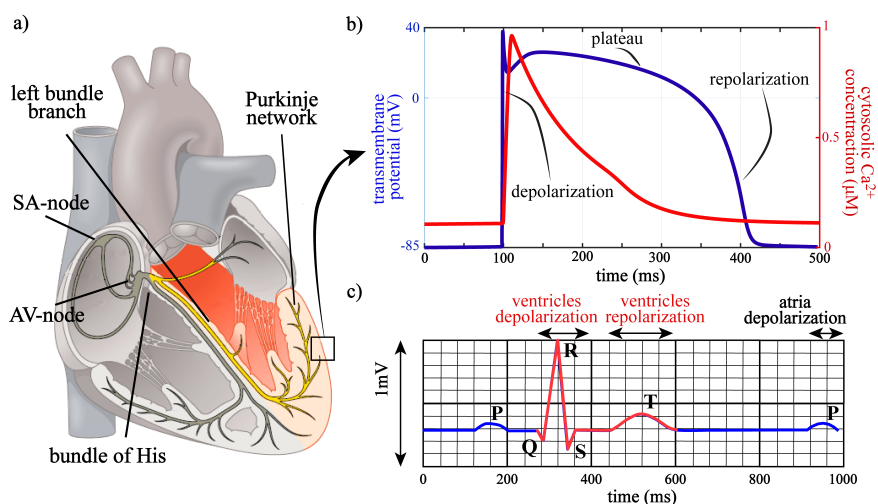 a)
left bundle
branch
Purkinje
network
SA-node
AV-node
bundle of His
b)
40
0
-85
transmembrane
potential (mV)
plateau
repolarization
depolarization
1
0.5
0
cytoscolic Ca2+
concentration (µM)
0 100 200 300 400 500
time (ms)
c)
ventricles
depolarization
ventricles
repolarization
atria
depolarization
1mV
P
Q
R
S
T
P
0 200 400 600 800 1000
time (ms)